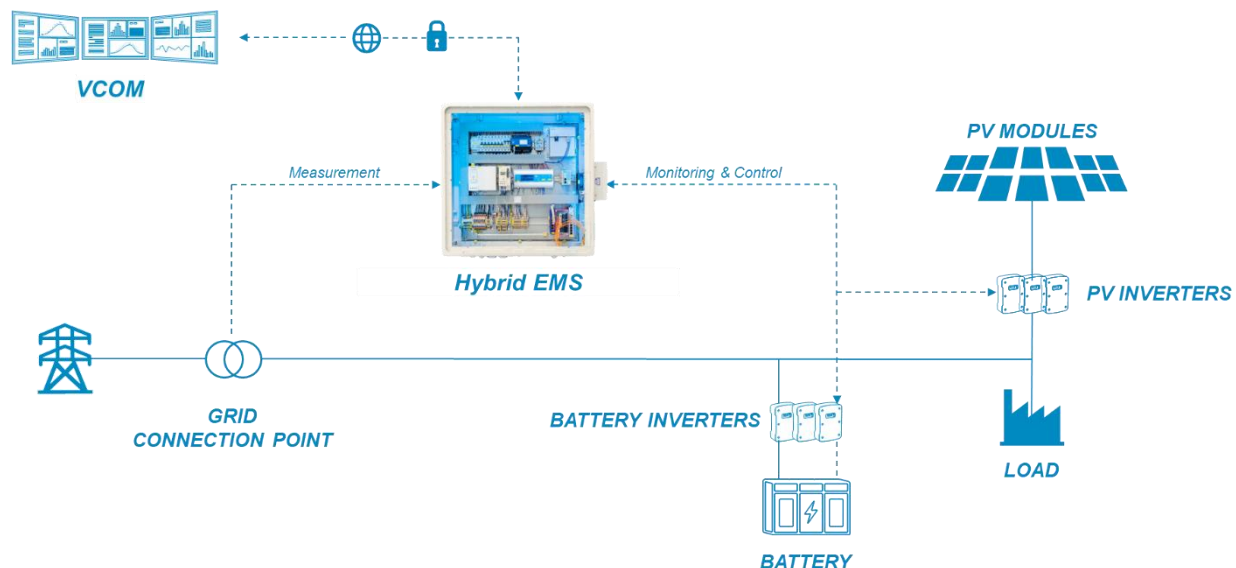 VCOM
PV MODULES
Measurement
Monitoring & Control
Hybrid EMS
PV INVERTERS
GRID
CONNECTION POINT
BATTERY INVERTERS
LOAD
BATTERY